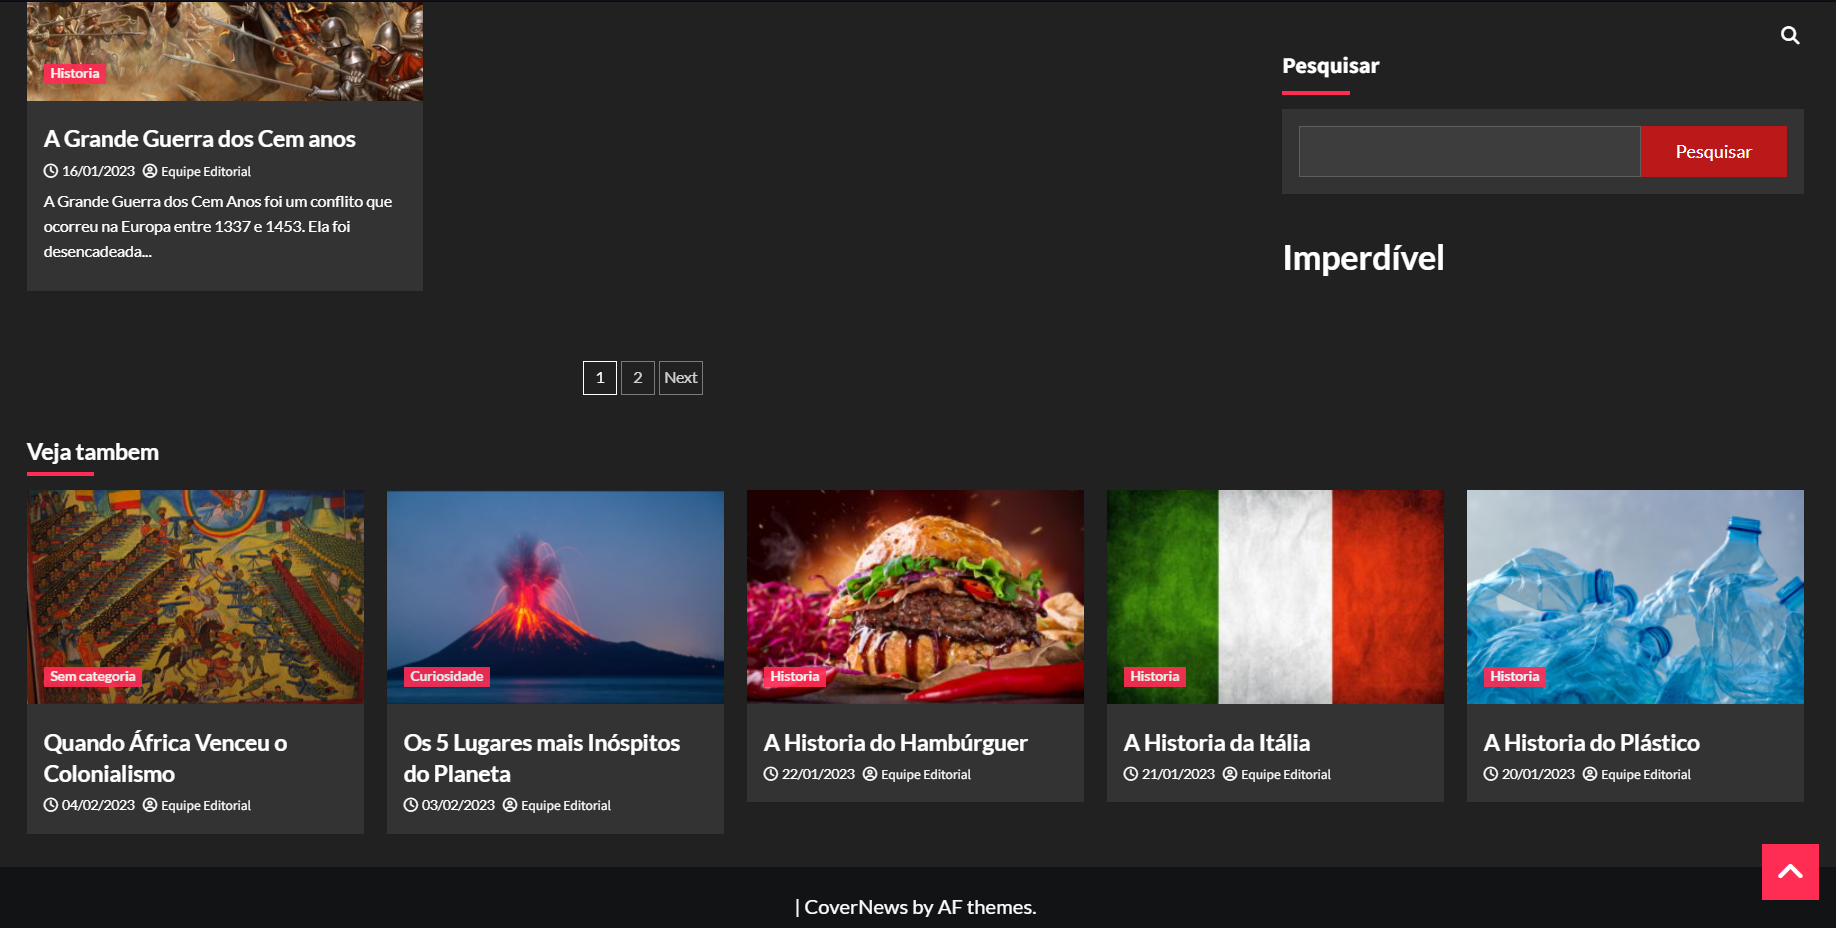 Historia
A Grande Guerra dos Cem anos
16/01/2023 Equipe Editorial
A Grande Guerra dos Cem Anos foi um conflito que
ocorreu na Europa entre 1337 e 1453. Ela foi
desencadeada...
Pesquisar
Pesquisar
Imperdível
1 2 Next
Veja tambem
Sem categoria
Quando África Venceu o
Colonialismo
04/02/2023 Equipe Editorial
Curiosidade
Os 5 Lugares mais Inóspitos
do Planeta
03/02/2023 Equipe Editorial
Historia
A Historia do Hambúrguer
22/01/2023 Equipe Editorial
Historia
A Historia da Itália
21/01/2023 Equipe Editorial
Historia
A Historia do Plástico
20/01/2023 Equipe Editorial
| CoverNews by AF themes.